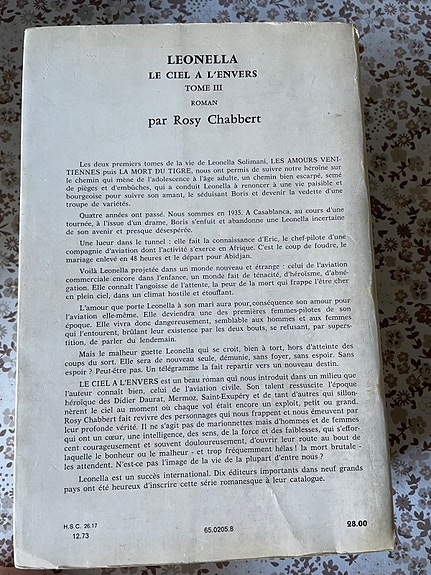 LEONELLA
LE CIEL A L'ENVERS
TOME III
ROMAN
par Rosy Chabbert
Les deux premiers tomes de la vie de Leonella Solimani, LES AMOURS VENI-
TIENNES puis LA MORT DU TIGRE, nous ont permis de suivre notre héroïne sur
le chemin qui mène de l'adolescence à l'âge adulte, un chemin bien escarpé, semé
de pièges et d'embûches, qui a conduit Leonella à renoncer à une vie paisible et
bourgeoise pour suivre son amant, le séduisant Boris et devenir la vedette d'une
troupe de variétés.
Quatre années ont passé. Nous sommes en 1935. A Casablanca, au cours d'une
tournée, à l'issue d'un drame, Boris s'enfuit et abandonne une Leonella incertaine
de son avenir et presque désespérée.
Une lueur dans le tunnel : elle fait la connaissance d'Eric, le chef-pilote d'une
compagnie d'aviation dont l'activité s'exerce en Afrique. C'est le coup de foudre, le
mariage enlevé en 48 heures et le départ pour Abidjan.
Voilà Leonella projetée dans un monde nouveau et étrange : celui de l'aviation
commerciale encore dans l'enfance, un monde fait de ténacité, d'héroïsme, d'abné-
gation. Elle connaît l'angoisse de l'attente, la peur de la mort qui frappe l'être cher
en plein ciel, dans un climat hostile et étouffant.
L'amour que porte Leonella à son mari aura pour conséquence son amour pour
l'aviation elle-même. Elle deviendra une des premières femmes-pilotes de son
époque. Elle vivra donc dangereusement, semblable aux hommes et aux femmes
qui l'entourent, brûlant leur existence par les deux bouts, se refusant, par supers-
tition, de parler du lendemain.
Mais le malheur guette Leonella qui se croit, bien à tort, hors d'atteinte des
coups du sort. Elle sera de nouveau seule, démunie, sans foyer, sans espoir. Sans
espoir ? Peut-être pas. Un télégramme la fait repartir vers un nouveau destin.
LE CIEL A L'ENVERS est un beau roman qui nous introduit dans un milieu que
l'auteur connaît bien, celui de l'aviation civile. Son talent ressuscite l'époque
héroïque des Didier Daurat, Mermoz, Saint-Exupéry et de tant d'autres qui sillon-
nèrent le ciel au moment où chaque vol était encore un exploit, petit ou grand.
Rosy Chabbert fait revivre des personnages qui nous frappent et nous émeuvent par
leur profonde vérité. Il ne s'agit pas de marionnettes mais d'hommes et de femmes
qui ont un cœur, une intelligence, des sens, de la force et des faiblesses, qui s'effor-
cent courageusement et souvent douloureusement, d'ouvrir leur route au bout de
laquelle le bonheur ou le malheur - et trop fréquemment hélas ! la mort brutale -
les attendent. N'est-ce pas l'image de la vie de la plupart d'entre nous ?
Leonella est un succès international. Dix éditeurs importants dans neuf grands
pays ont été heureux d'inscrire cette série romanesque à leur catalogue.
H.S.C. 26.17
12.73
65.0205.8
28.00